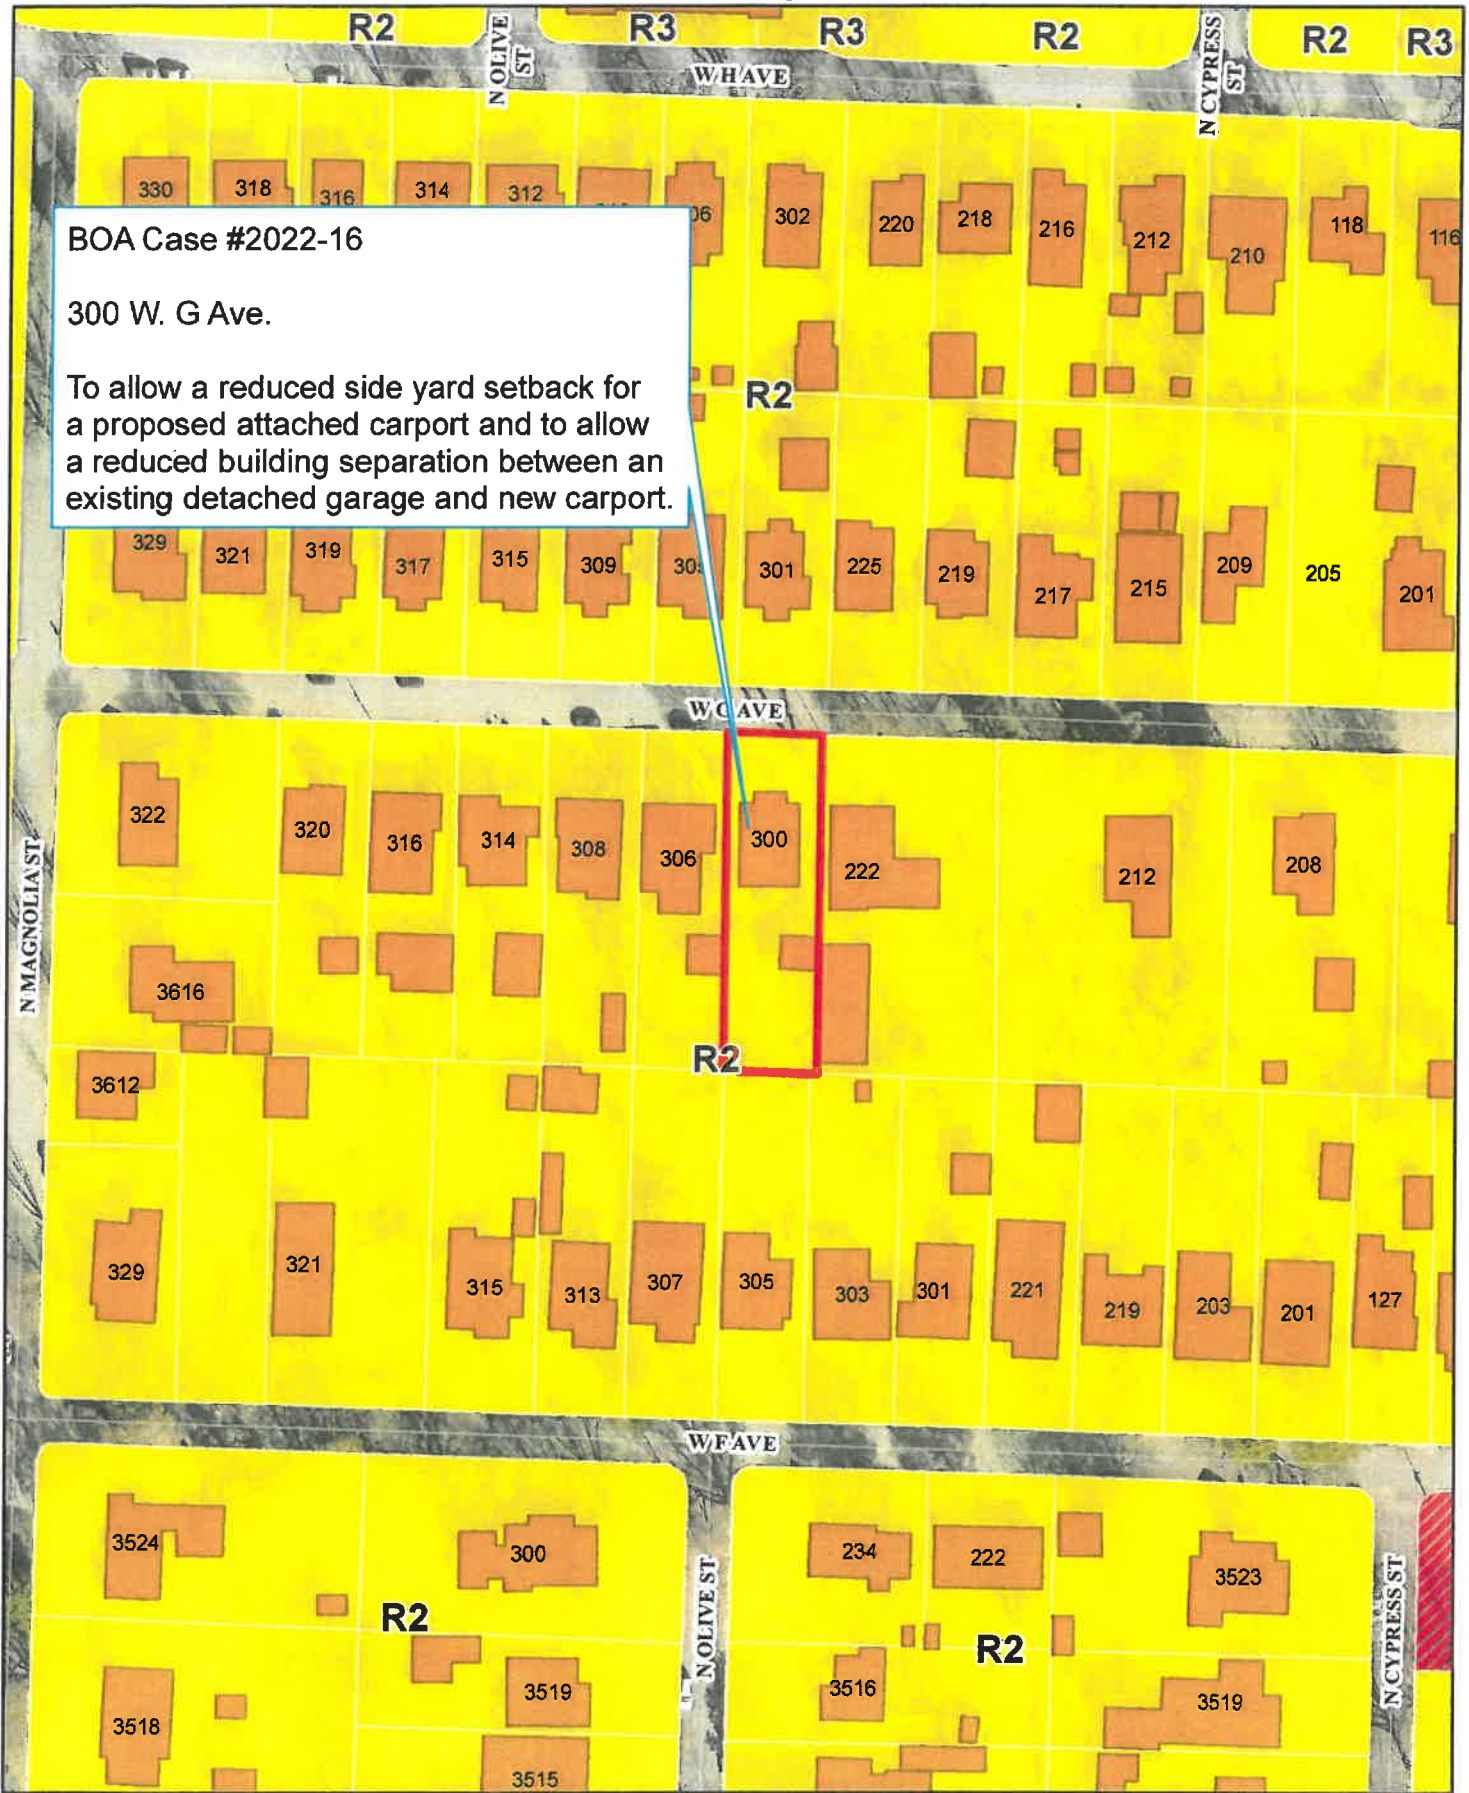 R2 R3 R3 R2 R2 R3
N OLIVE
ST
N CYPRESS
ST
W H AVE
330 318 316 314 312 302 220 218 216 212 210 118 116
BOA Case #2022-16
300 W. G Ave.
To allow a reduced side yard setback for
a proposed attached carport and to allow
a reduced building separation between an
existing detached garage and new carport.
R2
329 321 319 317 315 309 301 225 219 217 215 209 205 201
W G AVE
322 320 316 314 308 306 300 222 212 208
N MAGNOLIA ST
3616
R2
3612
329 321 315 313 307 305 303 301 221 219 203 201 127
W F AVE
3524 300 234 222 3523
N OLIVE ST
N CYPRESS ST
R2 R2
3518 3519 3516 3519
3515